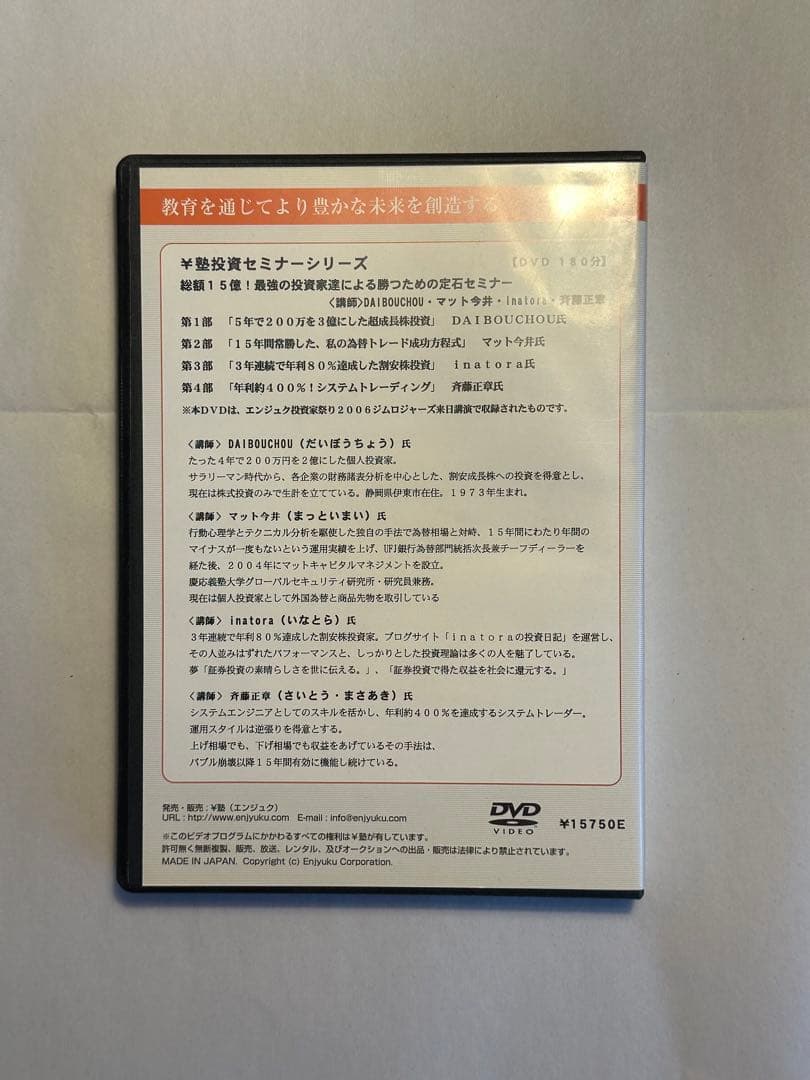 教育を通じてより豊かな未来を創造する
￥塾投資セミナーシリーズ 【DVD 180分】
総額１５億！最強の投資家達による勝つための定石セミナー
＜講師＞DAIBOUCHOU・マット今井・inatora・斉藤正章
第１部 「５年で２００万を３億にした超成長株投資」 ＤＡＩＢＯＵＣＨＯＵ氏
第２部 「１５年間常勝した、私の為替トレード成功方程式」 マット今井氏
第３部 「３年連続で年利８０％達成した割安株投資」 ｉｎａｔｏｒａ氏
第４部 「年利約４００％！システムトレーディング」 斉藤正章氏
※本ＤＶＤは、エンジュク投資家祭り２００６ジムロジャーズ来日講演で収録されたものです。
＜講師＞ DAIBOUCHOU（だいぼうちょう）氏
たった４年で２００万円を２億にした個人投資家。
サラリーマン時代から、各企業の財務諸表分析を中心とした、割安成長株への投資を得意とし、
現在は株式投資のみで生計を立てている。静岡県伊東市在住。１９７３年生まれ。
＜講師＞ マット今井（まっといまい）氏
行動心理学とテクニカル分析を駆使した独自の手法で為替相場と対峙、１５年間にわたり年間の
マイナスが一度もないという運用実績を上げ、UFJ銀行為替部門統括次長兼チーフディーラーを
経た後、２００４年にマットキャピタルマネジメントを設立。
慶応義塾大学グローバルセキュリティ研究所・研究員兼務。
現在は個人投資家として外国為替と商品先物を取引している
＜講師＞ inatora（いなとら）氏
３年連続で年利８０％達成した割安株投資家。ブログサイト「ｉｎａｔｏｒａの投資日記」を運営し、
その人並みはずれたパフォーマンスと、しっかりとした投資理論は多くの人を魅了している。
夢「証券投資の素晴らしさを世に伝える。」、「証券投資で得た収益を社会に還元する。」
＜講師＞ 斉藤正章（さいとう・まさあき）氏
システムエンジニアとしてのスキルを活かし、年利約４００％を達成するシステムトレーダー。
運用スタイルは逆張りを得意とする。
上げ相場でも、下げ相場でも収益をあげているその手法は、
バブル崩壊以降１５年間有効に機能し続けている。
発売・販売：￥塾（エンジュク）
URL : http://www.enjyuku.com E-mail : info@enjyuku.com
DVD
VIDEO
￥15750E
※このビデオプログラムにかかわるすべての権利は￥塾が有しています。
許可無く無断複製、販売、放送、レンタル、及びオークションへの出品・販売は法律により禁止されています。
MADE IN JAPAN. Copyright (c) Enjyuku Corporation.